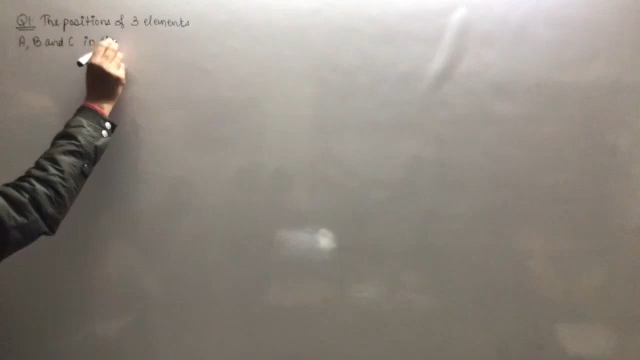 Q1: The positions of 3 elements
A, B and C in